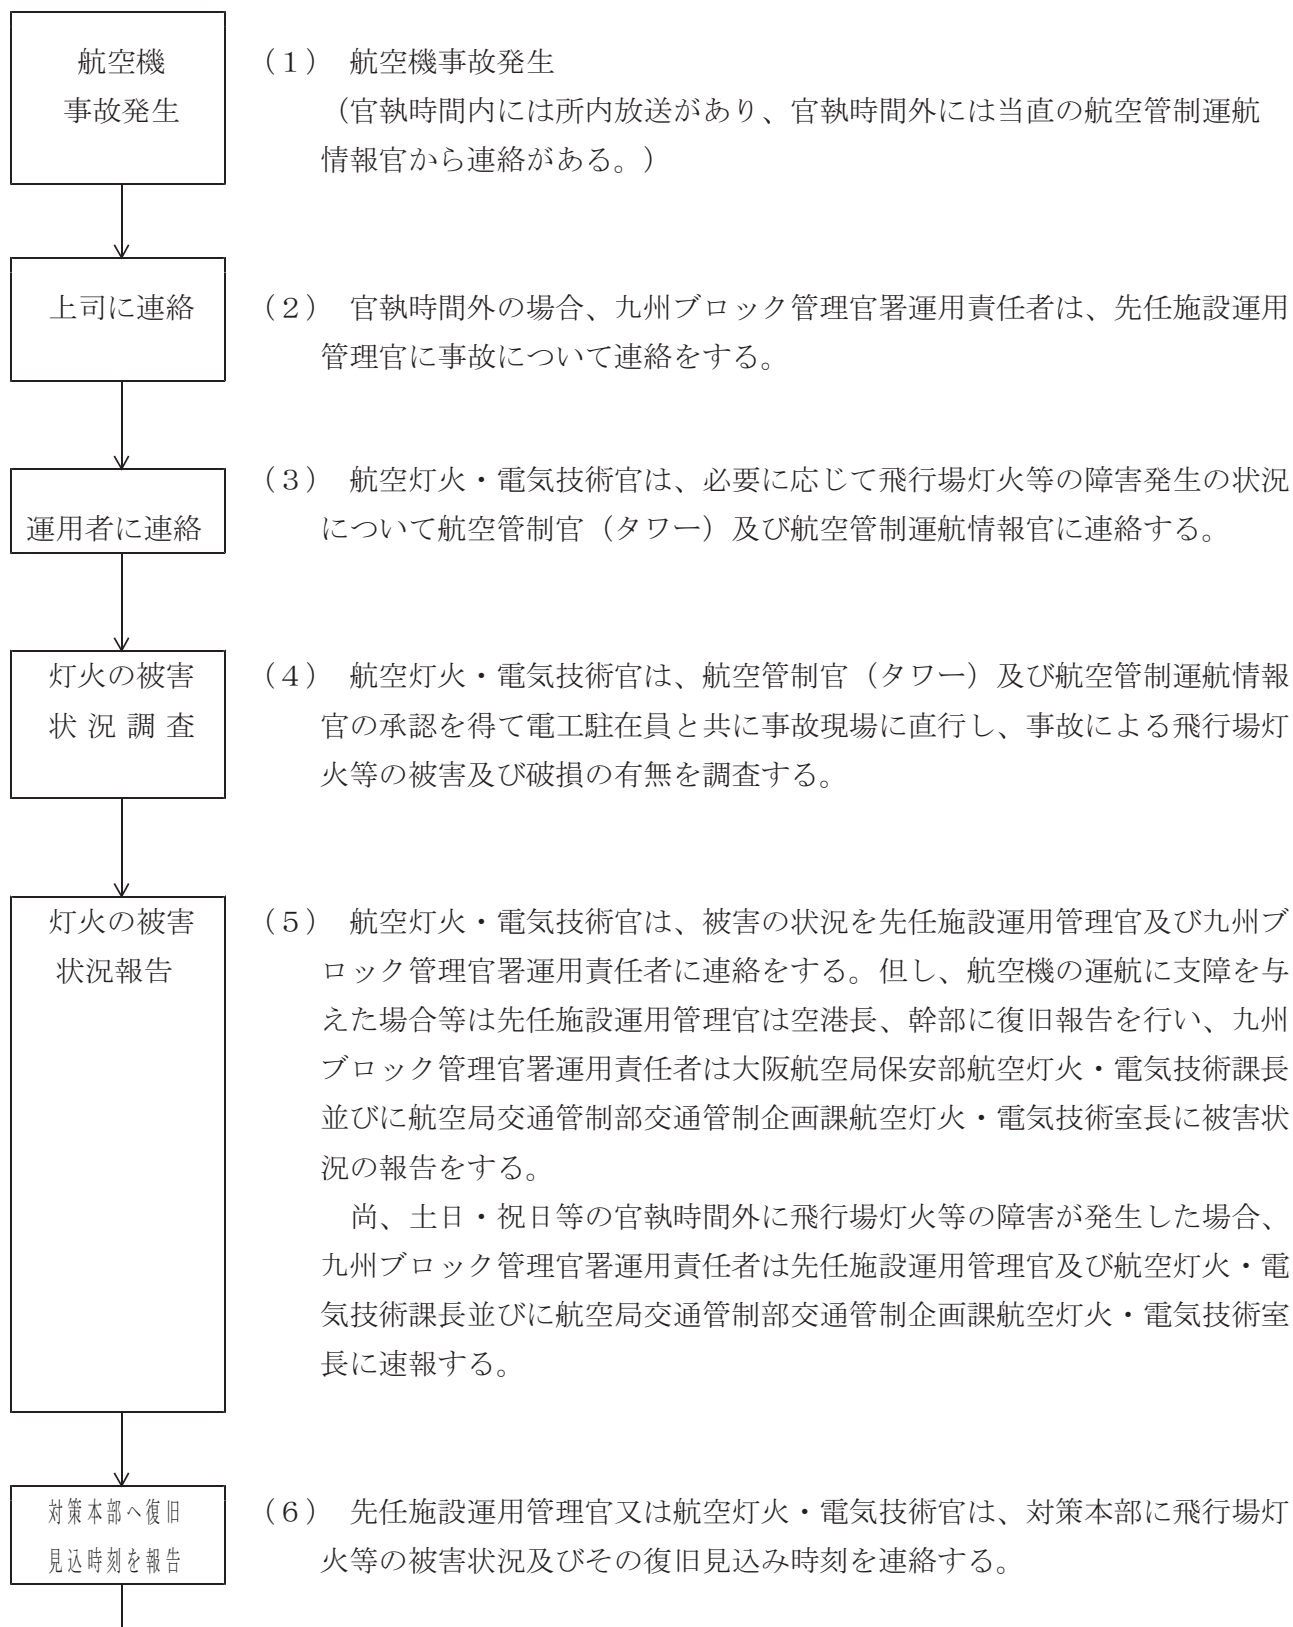 航空機
事故発生
（１）　航空機事故発生
（官執時間内には所内放送があり、官執時間外には当直の航空管制運航
情報官から連絡がある。）
上司に連絡
（２）　官執時間外の場合、九州ブロック管理官署運用責任者は、先任施設運用
管理官に事故について連絡をする。
運用者に連絡
（３）　航空灯火・電気技術官は、必要に応じて飛行場灯火等の障害発生の状況
について航空管制官（タワー）及び航空管制運航情報官に連絡する。
灯火の被害
状 況 調 査
（４）　航空灯火・電気技術官は、航空管制官（タワー）及び航空管制運航情報
官の承認を得て電工駐在員と共に事故現場に直行し、事故による飛行場灯
火等の被害及び破損の有無を調査する。
灯火の被害
状況報告
（５）　航空灯火・電気技術官は、被害の状況を先任施設運用管理官及び九州ブ
ロック管理官署運用責任者に連絡をする。但し、航空機の運航に支障を与
えた場合等は先任施設運用管理官は空港長、幹部に復旧報告を行い、九州
ブロック管理官署運用責任者は大阪航空局保安部航空灯火・電気技術課長
並びに航空局交通管制部交通管制企画課航空灯火・電気技術室長に被害状
況の報告をする。
尚、土日・祝日等の官執時間外に飛行場灯火等の障害が発生した場合、
九州ブロック管理官署運用責任者は先任施設運用管理官及び航空灯火・電
気技術課長並びに航空局交通管制部交通管制企画課航空灯火・電気技術室
長に速報する。
対策本部へ復旧
見込時刻を報告
（６）　先任施設運用管理官又は航空灯火・電気技術官は、対策本部に飛行場灯
火等の被害状況及びその復旧見込み時刻を連絡する。